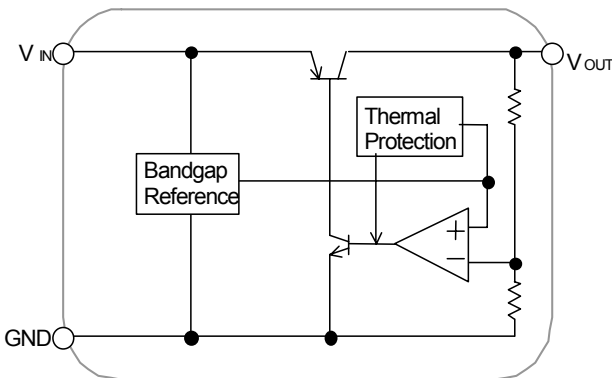 V IN
V OUT
Thermal
Protection
Bandgap
Reference
+
−
GND